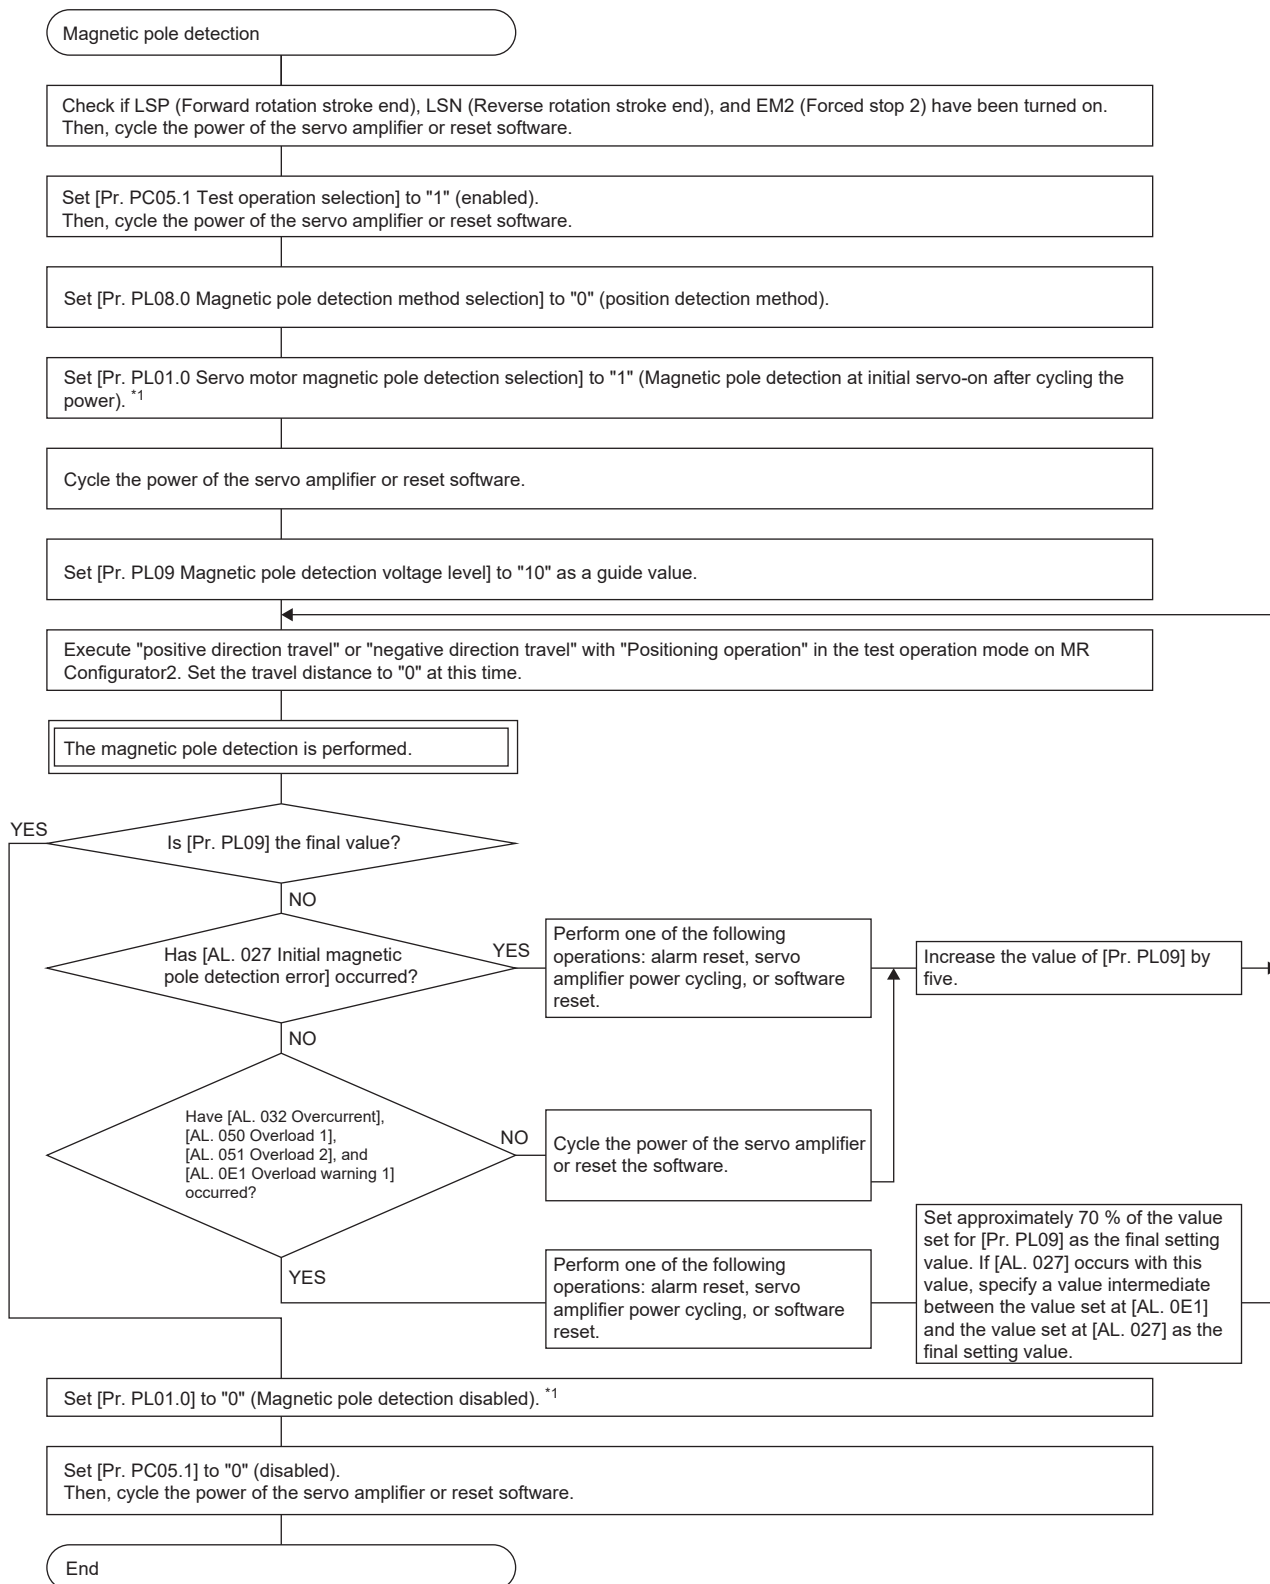 Magnetic pole detection
Check if LSP (Forward rotation stroke end), LSN (Reverse rotation stroke end), and EM2 (Forced stop 2) have been turned on.
Then, cycle the power of the servo amplifier or reset software.
Set [Pr. PC05.1 Test operation selection] to "1" (enabled).
Then, cycle the power of the servo amplifier or reset software.
Set [Pr. PL08.0 Magnetic pole detection method selection] to "0" (position detection method).
Set [Pr. PL01.0 Servo motor magnetic pole detection selection] to "1" (Magnetic pole detection at initial servo-on after cycling the
power). *1
Cycle the power of the servo amplifier or reset software.
Set [Pr. PL09 Magnetic pole detection voltage level] to "10" as a guide value.
Execute "positive direction travel" or "negative direction travel" with "Positioning operation" in the test operation mode on MR
Configurator2. Set the travel distance to "0" at this time.
The magnetic pole detection is performed.
YES
Is [Pr. PL09] the final value?
NO
Has [AL. 027 Initial magnetic
pole detection error] occurred?
YES
Perform one of the following
operations: alarm reset, servo
amplifier power cycling, or software
reset.
Increase the value of [Pr. PL09] by
five.
NO
Have [AL. 032 Overcurrent],
[AL. 050 Overload 1],
[AL. 051 Overload 2], and
[AL. 0E1 Overload warning 1]
occurred?
NO
Cycle the power of the servo amplifier
or reset the software.
YES
Perform one of the following
operations: alarm reset, servo
amplifier power cycling, or software
reset.
Set approximately 70 % of the value
set for [Pr. PL09] as the final setting
value. If [AL. 027] occurs with this
value, specify a value intermediate
between the value set at [AL. 0E1]
and the value set at [AL. 027] as the
final setting value.
Set [Pr. PL01.0] to "0" (Magnetic pole detection disabled). *1
Set [Pr. PC05.1] to "0" (disabled).
Then, cycle the power of the servo amplifier or reset software.
End